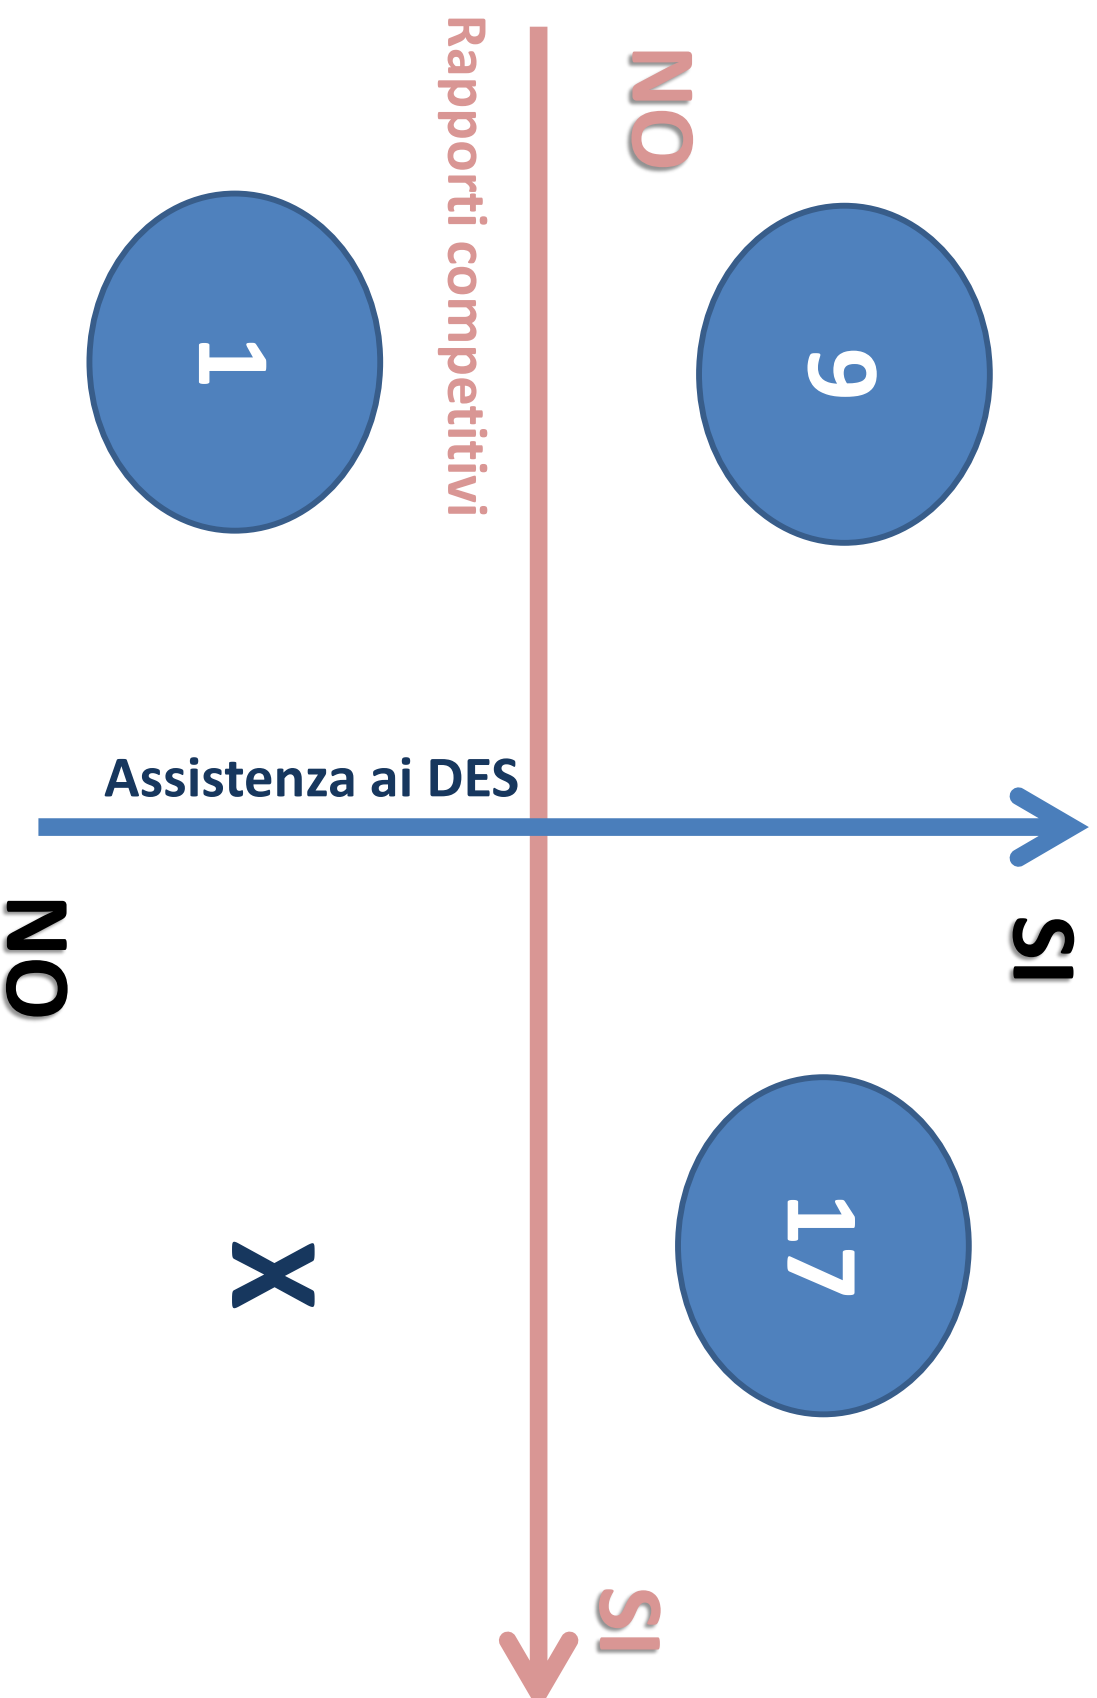 SI
Assistenza ai DES
9
17
NO
SI
Rapporti competitivi
1
X
NO